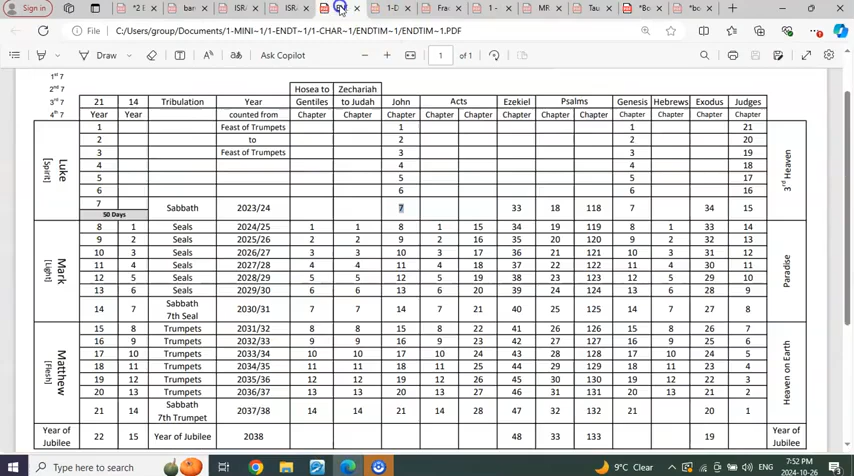 Sign in
*2 E
bar
ISRA
ISRA
1-D
Fra
1 -
MR
Tau
*Bo
*bo
File
C:/Users/group/Documents/1-MINI~1/1-ENDT~1/1-CHAR~1/ENDTIM~1/ENDTIM~1.PDF
Draw
Ask Copilot
1 of 1
1st 7
2nd 7
3rd 7
4th 7
Hosea to Zechariah
21 14 Tribulation Year Gentiles to Judah John Acts Ezekiel Psalms Genesis Hebrews Exodus Judges
Year Year counted from Chapter Chapter Chapter Chapter Chapter Chapter Chapter Chapter Chapter Chapter Chapter Chapter
1 Feast of Trumpets 1 1 21
2 to 2 2 20
3 Feast of Trumpets 3 3 19
4 4 4 18
5 5 5 17
6 6 6 16
7 Sabbath 2023/24 7 33 18 118 7 34 15
50 Days
Luke
[Spirit]
3rd Heaven
8 1 Seals 2024/25 1 1 8 1 15 34 19 119 8 1 33 14
9 2 Seals 2025/26 2 2 9 2 16 35 20 120 9 2 32 13
10 3 Seals 2026/27 3 3 10 3 17 36 21 121 10 3 31 12
11 4 Seals 2027/28 4 4 11 4 18 37 22 122 11 4 30 11
12 5 Seals 2028/29 5 5 12 5 19 38 23 123 12 5 29 10
13 6 Seals 2029/30 6 6 13 6 20 39 24 124 13 6 28 9
14 7 Sabbath 2030/31 7 7 14 7 21 40 25 125 14 7 27 8
7th Seal
Mark
[Light]
Paradise
15 8 Trumpets 2031/32 8 8 15 8 22 41 26 126 15 8 26 7
16 9 Trumpets 2032/33 9 9 16 9 23 42 27 127 16 9 25 6
17 10 Trumpets 2033/34 10 10 17 10 24 43 28 128 17 10 24 5
18 11 Trumpets 2034/35 11 11 18 11 25 44 29 129 18 11 23 4
19 12 Trumpets 2035/36 12 12 19 12 26 45 30 130 19 12 22 3
20 13 Trumpets 2036/37 13 13 20 13 27 46 31 131 20 13 21 2
21 14 Sabbath 2037/38 14 14 21 14 28 47 32 132 21 20 1
7th Trumpet
Matthew
[Flesh]
Heaven on Earth
Year of Jubilee 22 15 Year of Jubilee 2038 48 33 133 19 Year of Jubilee
Type here to search
9°C Clear
ENG
7:52 PM
2024-10-26
3